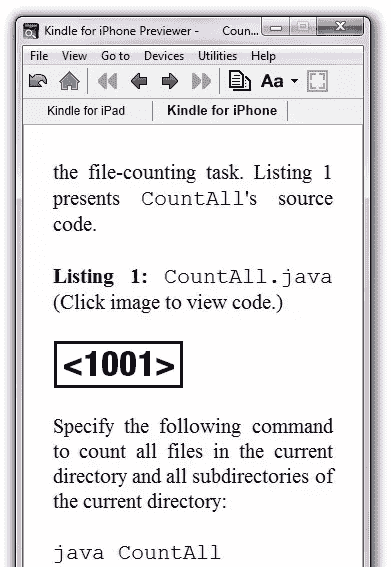 Kindle for iPhone Previewer - Coun...
File View Go to Devices Utilities Help
Aa
Kindle for iPad Kindle for iPhone
the file-counting task. Listing 1
presents CountAll's source
code.
Listing 1: CountAll.java
(Click image to view code.)
<1001>
Specify the following command
to count all files in the current
directory and all subdirectories of
the current directory:
java CountAll